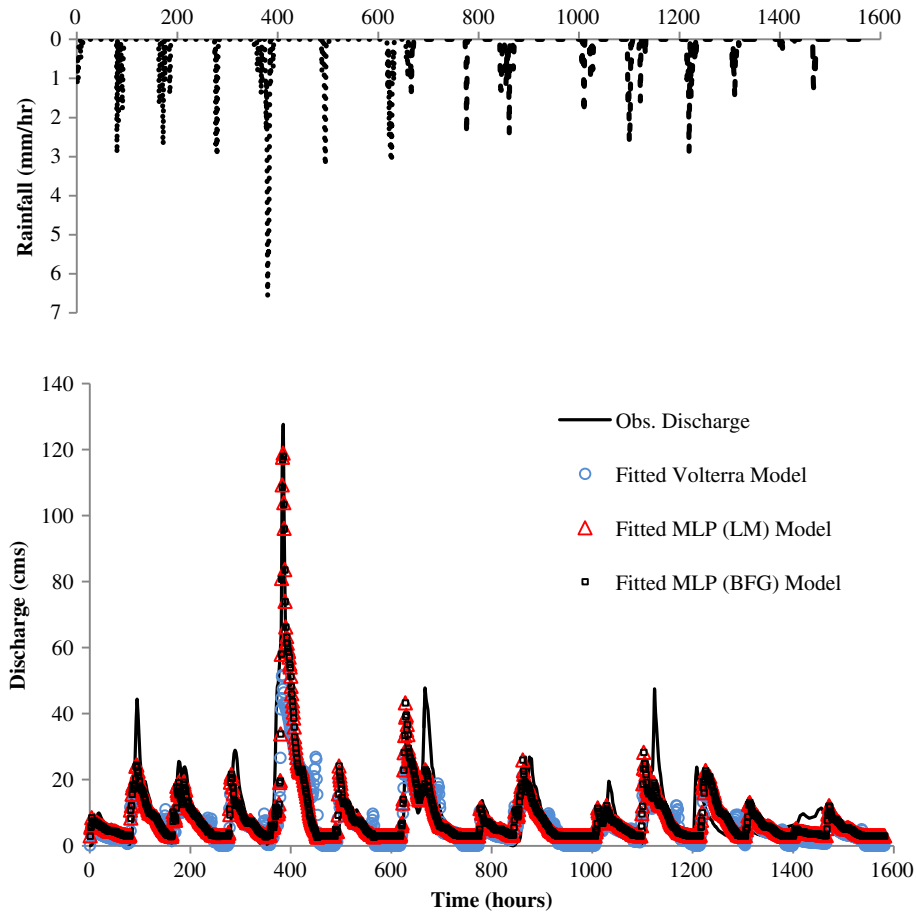 0 200 400 600 800 1000 1200 1400 1600
0
1
2
3
4
5
6
7
Rainfall (mm/hr)
140
120
100
80
60
40
20
0
Discharge (cms)
Obs. Discharge
Fitted Volterra Model
Fitted MLP (LM) Model
Fitted MLP (BFG) Model
0 200 400 600 800 1000 1200 1400 1600
Time (hours)